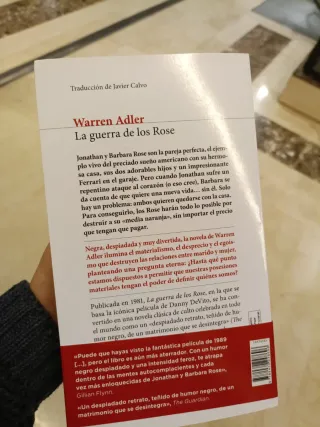 Traducción de Javier Calvo
Warren Adler
La guerra de los Rose
Jonathan y Barbara Rose son la pareja perfecta, el ejem-
plo vivo del preciado sueño americano con su hermo-
sa casa, sus dos adorables hijos y un impresionante
Ferrari en el garaje. Pero cuando Jonathan sufre un
repentino ataque al corazón (o eso cree), Barbara se
da cuenta de que quiere una nueva vida… sin él. Solo
hay un problema: ambos quieren quedarse con la casa.
Para conseguirlo, los Rose harán todo lo posible por
destruir a su «media naranja», sin importar el precio
que tengan que pagar.
Negra, despiadada y muy divertida, la novela de Warren
Adler ilumina el materialismo, el desprecio y el egoís-
mo que destruyen las relaciones entre marido y mujer,
planteando una pregunta eterna: ¿Hasta qué punto
estamos dispuestos a permitir que nuestras posesiones
materiales tengan el poder de definir quiénes somos?
Publicada en 1981, La guerra de los Rose, en la que se
basa la icónica película de Danny DeVito, se ha con-
vertido en una novela clásica de culto celebrada en todo
el mundo como un «despiadado retrato, teñido de hu-
mor negro, de un matrimonio que se desintegra» (The
«Puede que hayas visto la fantástica película de 1989
[...], pero el libro es aún más aterrador. Con un humor
negro despiadado y una intensidad feroz, te atrapa
dentro de las mentes autocomplacientes y cada
vez más enloquecidas de Jonathan y Barbara Rose»,
Gillian Flynn
«Un despiadado retrato, teñido de humor negro, de un
matrimonio que se desintegra», The Guardian.